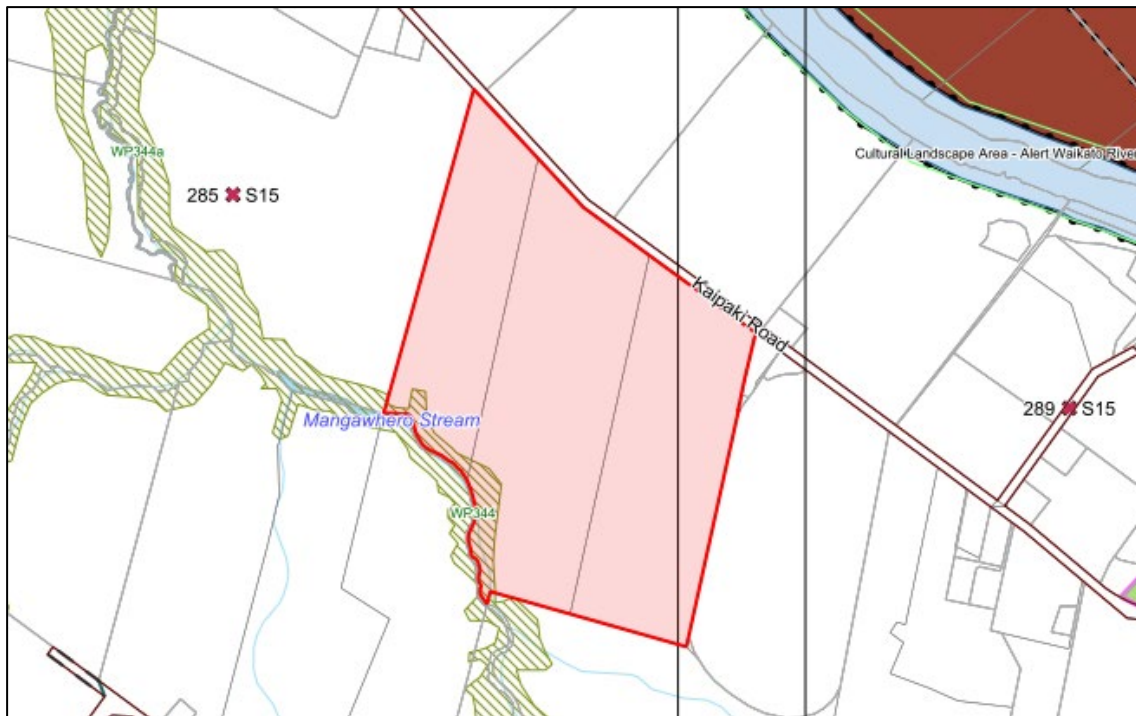 WP344a
Cultural Landscape Area - Alert Waikato River
285 S15
Kaipaki Road
289 S15
Mangawhero Stream
WP344